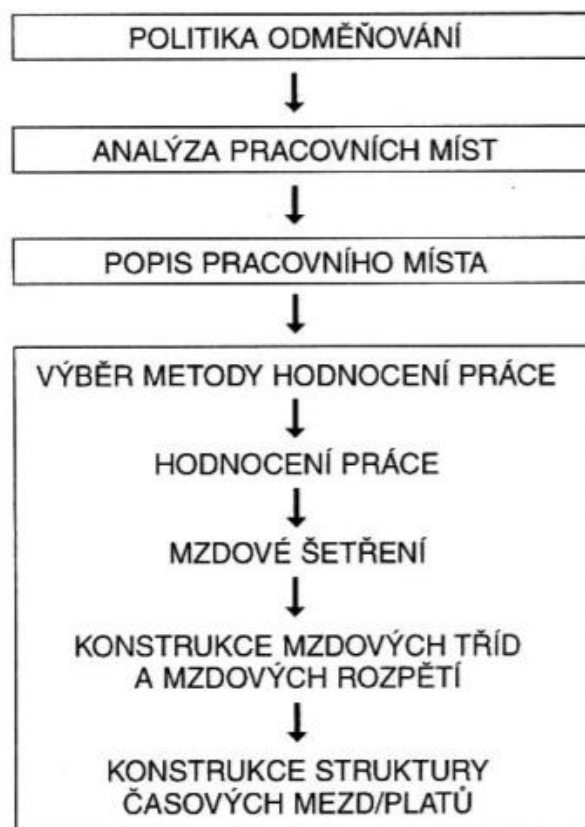 POLITIKA ODMĚŇOVÁNÍ
ANALÝZA PRACOVNÍCH MÍST
POPIS PRACOVNÍHO MÍSTA
VÝBĚR METODY HODNOCENÍ PRÁCE
HODNOCENÍ PRÁCE
MZDOVÉ ŠETŘENÍ
KONSTRUKCE MZDOVÝCH TŘÍD
A MZDOVÝCH ROZPĚTÍ
KONSTRUKCE STRUKTURY
ČASOVÝCH MEZD/PLATŮ